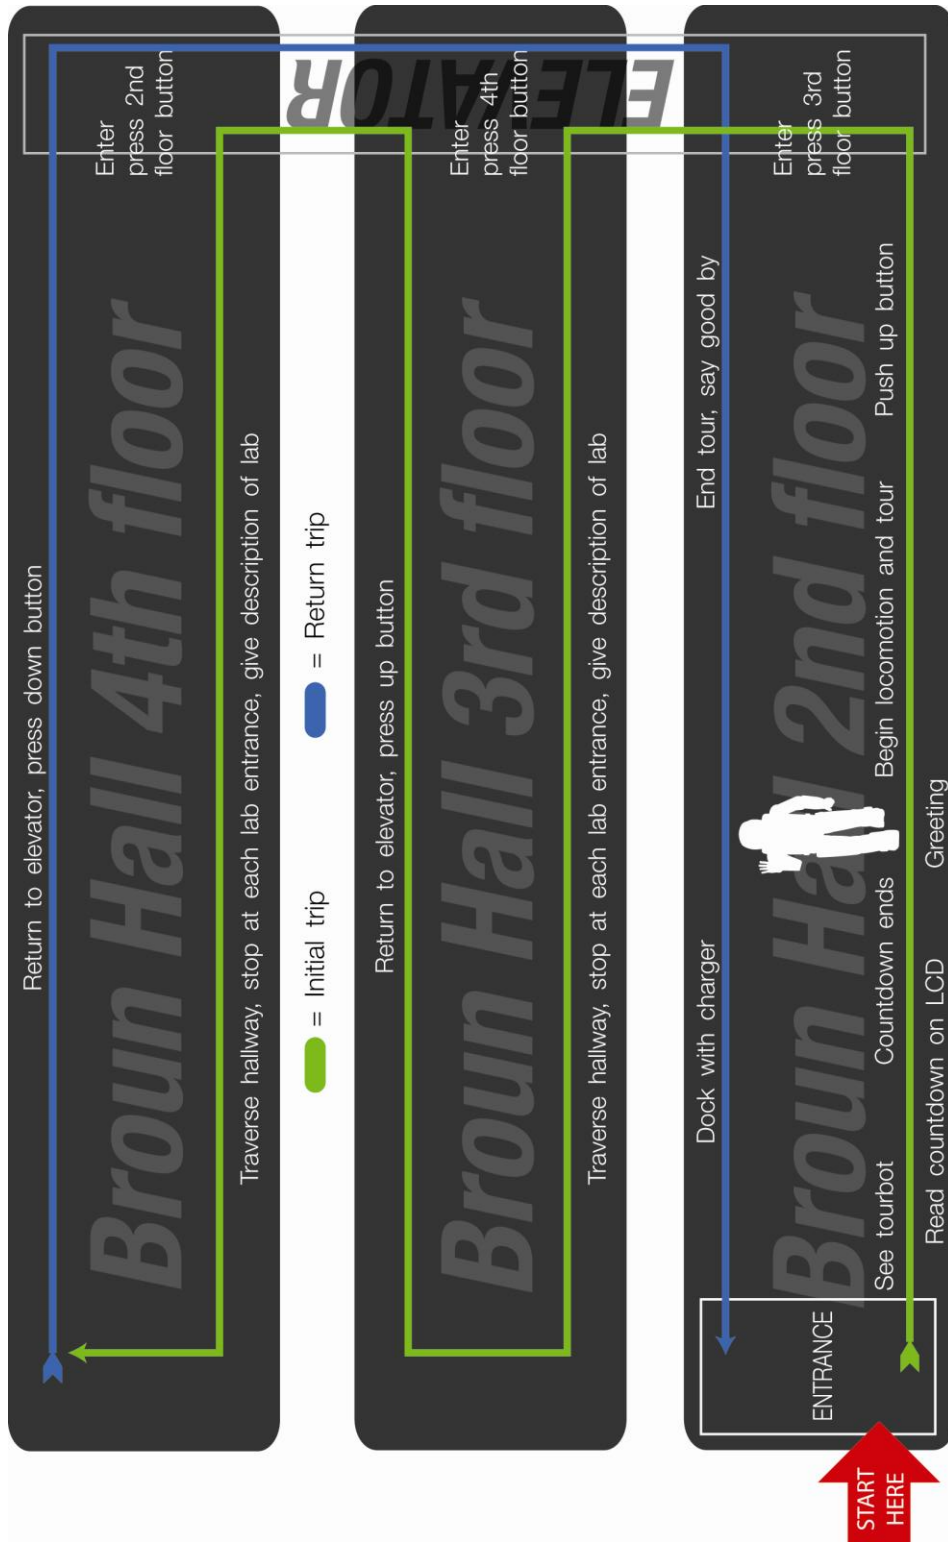 Return to elevator, press down button
Enter
press 2nd
floor button
Broun Hall 4th floor
Traverse hallway, stop at each lab entrance, give description of lab
= Initial trip
= Return trip
ELEVATOR
Return to elevator, press up button
Enter
press 4th
floor button
Broun Hall 3rd floor
Traverse hallway, stop at each lab entrance, give description of lab
Dock with charger
End tour, say good by
Enter
press 3rd
floor button
ENTRANCE
Broun Hall 2nd floor
See tourbot
Countdown ends
Begin locomotion and tour
Push up button
Read countdown on LCD
Greeting
START
HERE